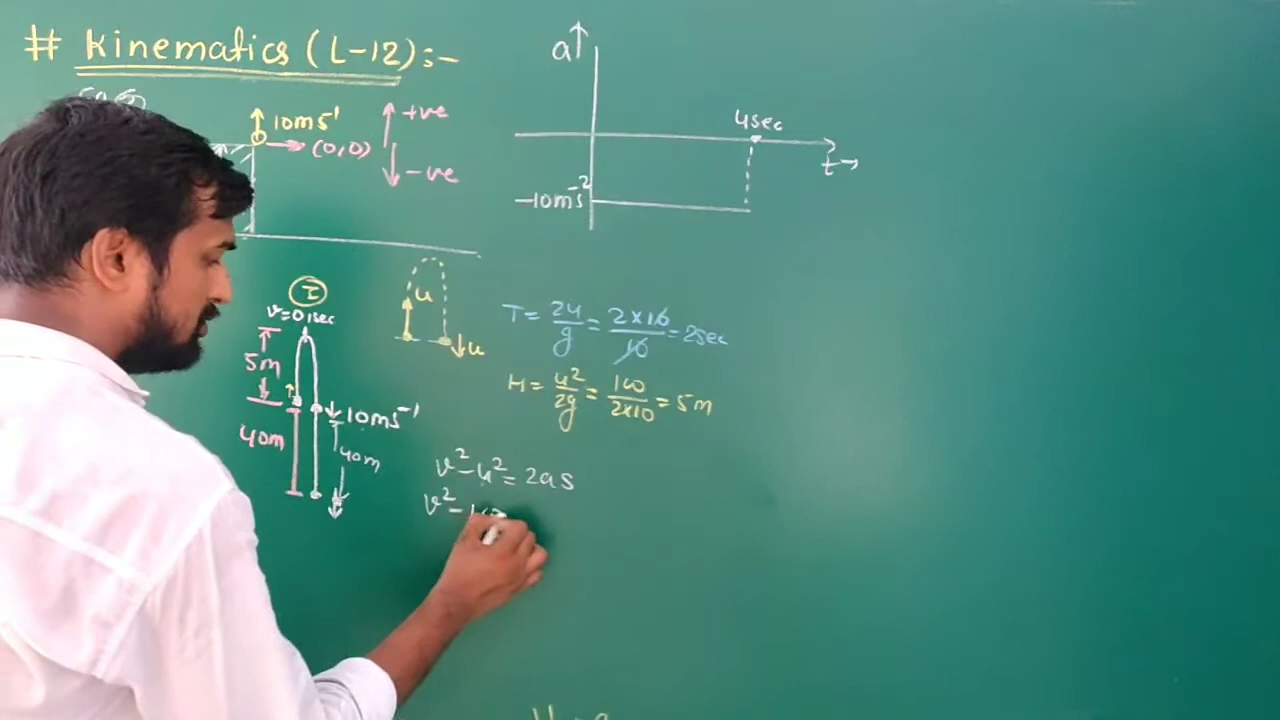 # Kinematics (L-12):-
10ms⁻¹
+ve
(0,0)
-ve
a↑
4sec
t→
-10ms⁻²
I
v=0,1sec
5m
40m
10ms⁻¹
40m
u
u
T = 2u/g = 2×10/10 = 2sec
H = u²/2g = 100/2×10 = 5m
v²-u² = 2as
v²-